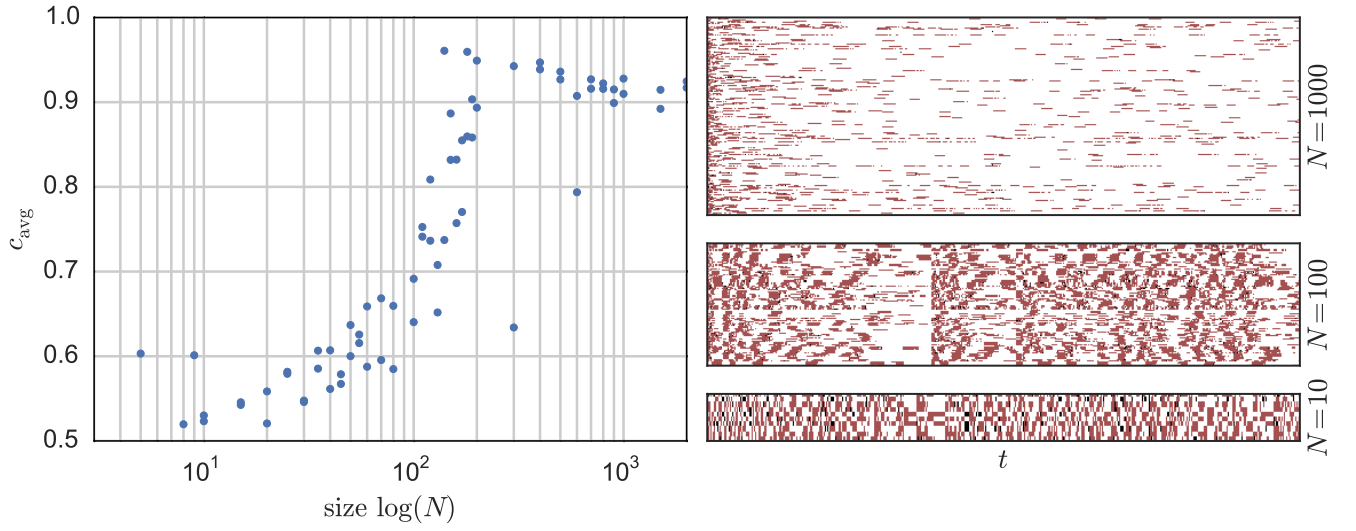 1.0
0.9
0.8
0.7
0.6
0.5
c_avg
10^1
10^2
10^3
size log(N)
N = 1000
N = 100
N = 10
t